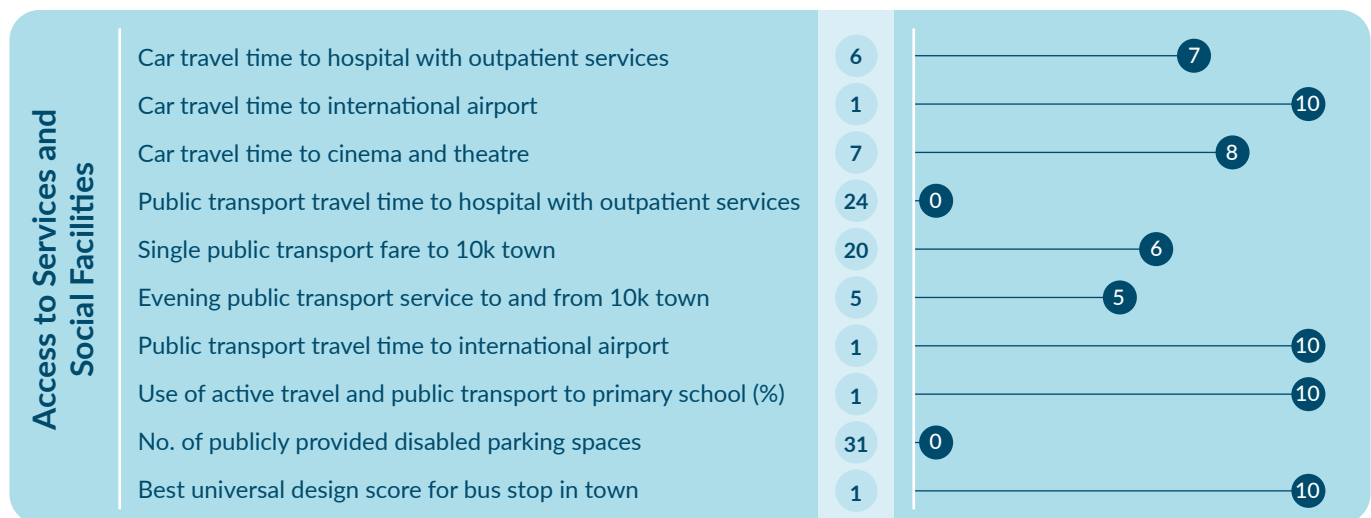 Access to Services and
Social Facilities
Car travel time to hospital with outpatient services 6 7
Car travel time to international airport 1 10
Car travel time to cinema and theatre 7 8
Public transport travel time to hospital with outpatient services 24 0
Single public transport fare to 10k town 20 6
Evening public transport service to and from 10k town 5 5
Public transport travel time to international airport 1 10
Use of active travel and public transport to primary school (%) 1 10
No. of publicly provided disabled parking spaces 31 0
Best universal design score for bus stop in town 1 10